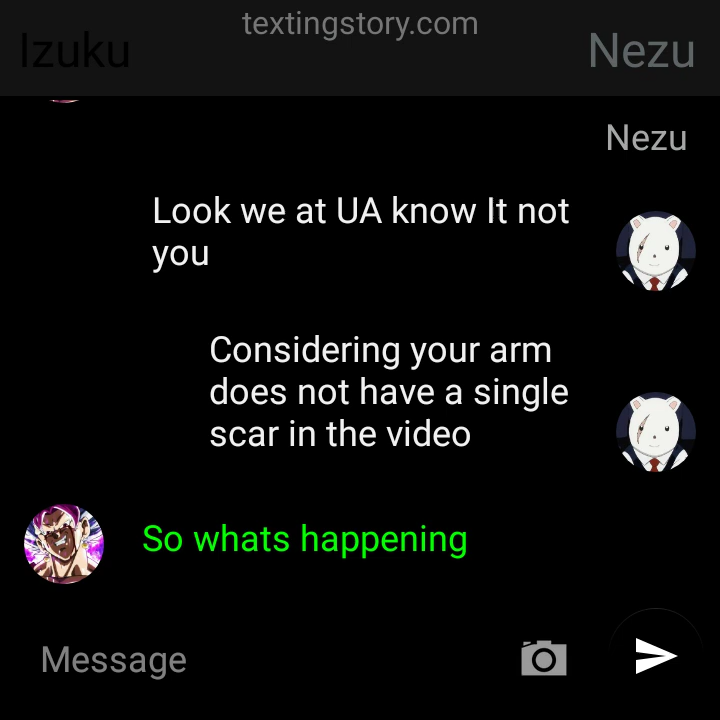 textingstory.com
Izuku
Nezu
Nezu
Look we at UA know It not
you
Considering your arm
does not have a single
scar in the video
So whats happening
Message